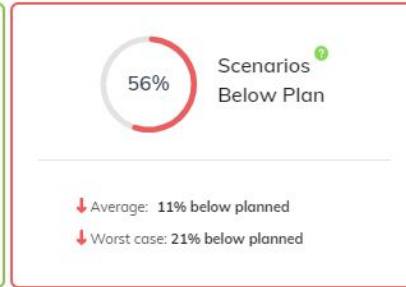 56%
Scenarios ?
Below Plan
Average: 11% below planned
Worst case: 21% below planned